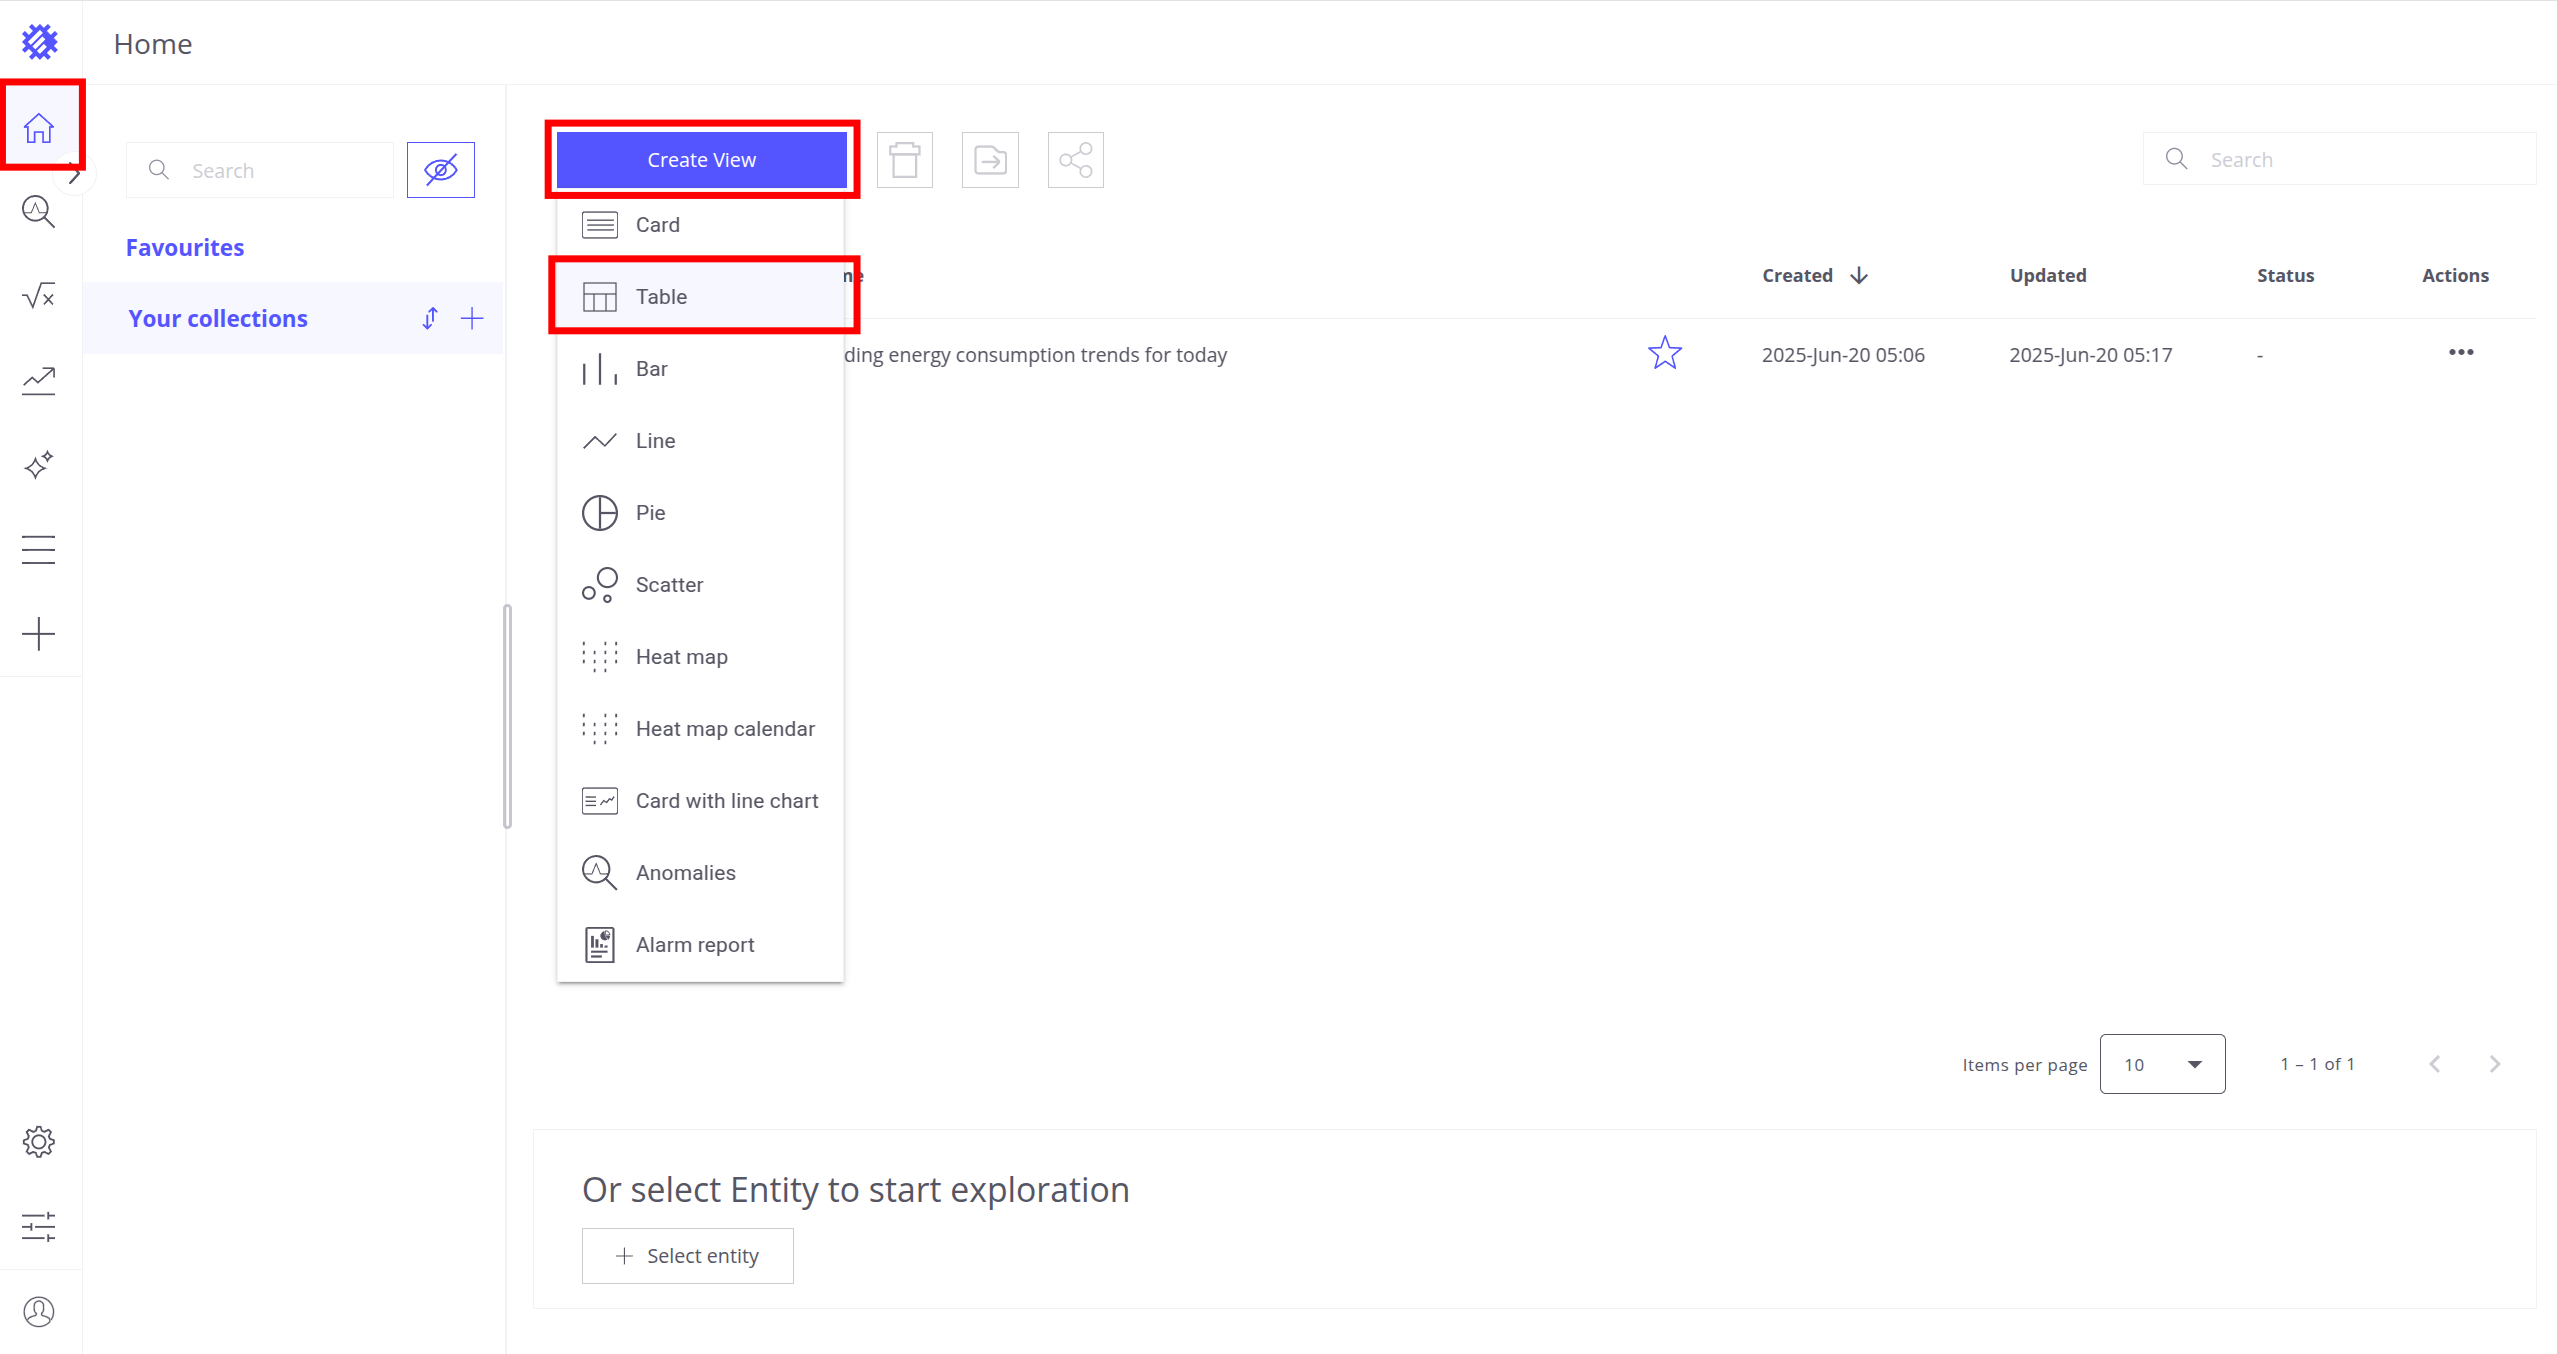 Home
Search
Favourites
Your collections
Create View
Search
Card
Table
Bar
Line
Pie
Scatter
Heat map
Heat map calendar
Card with line chart
Anomalies
Alarm report
Created Updated Status Actions
energy consumption trends for today 2025-Jun-20 05:06 2025-Jun-20 05:17 -
Items per page 10 1 – 1 of 1
Or select Entity to start exploration
Select entity